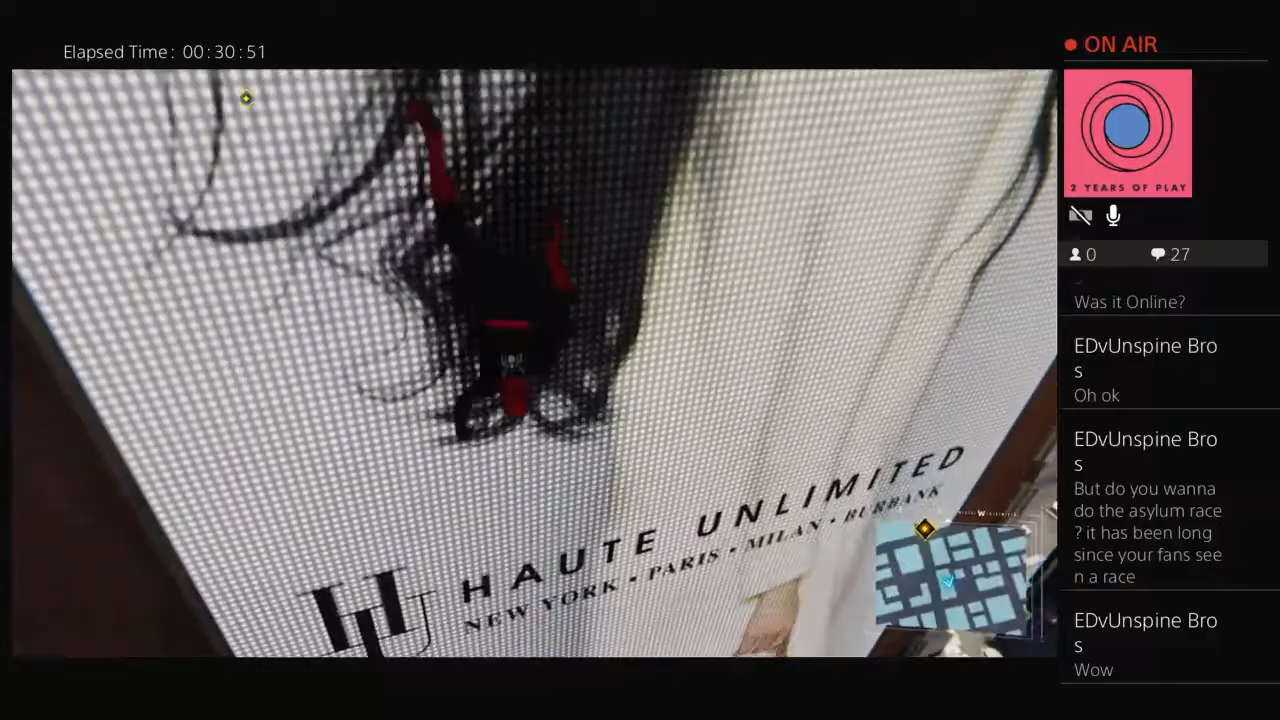 Elapsed Time: 00:30:51
ON AIR
2 YEARS OF PLAY
0
27
Was it Online?
EDvUnspine Bro
s
Oh ok
EDvUnspine Bro
s
But do you wanna
do the asylum race
? it has been long
since your fans see
n a race
EDvUnspine Bro
s
Wow
HU
HAUTE UNLIMITED
NEW YORK • PARIS • MILAN • BURBANK
W